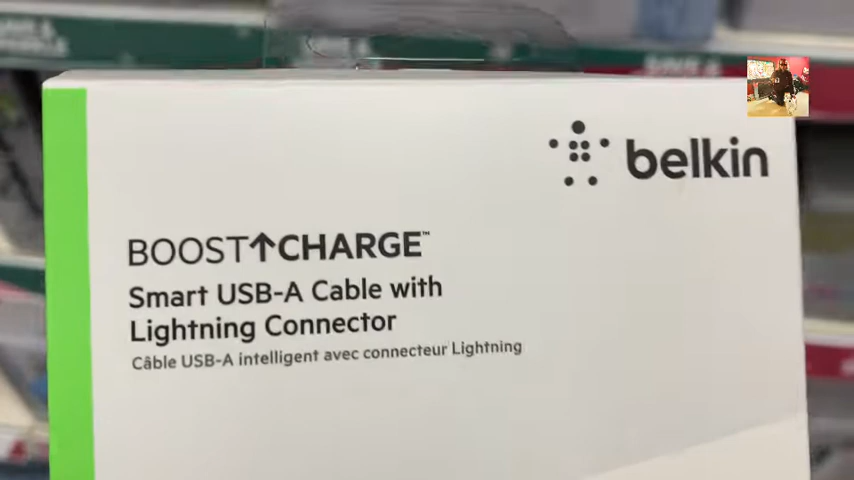 belkin
BOOST↑CHARGE™
Smart USB-A Cable with
Lightning Connector
Câble USB-A intelligent avec connecteur Lightning